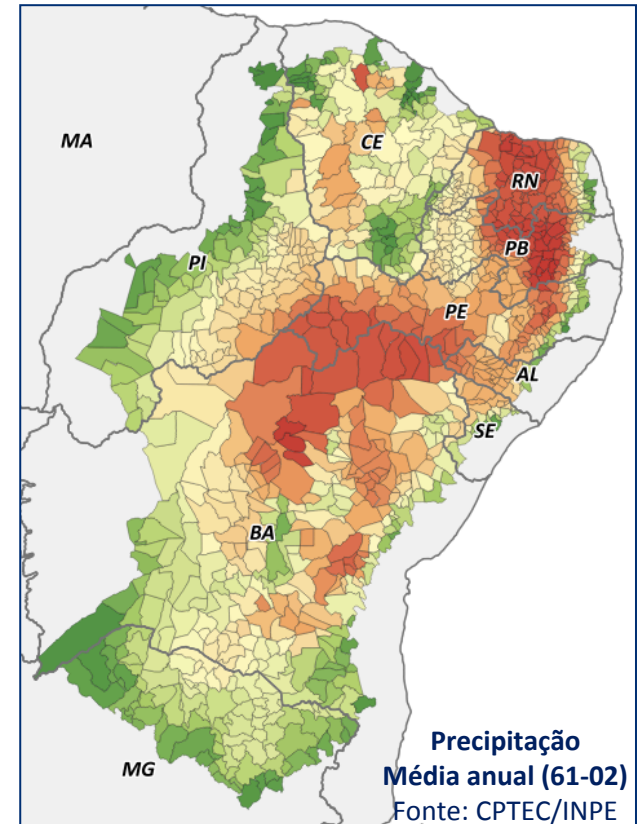 MA
CE
RN
PB
PI
PE
AL
SE
BA
MG
Precipitação
Média anual (61-02)
Fonte: CPTEC/INPE